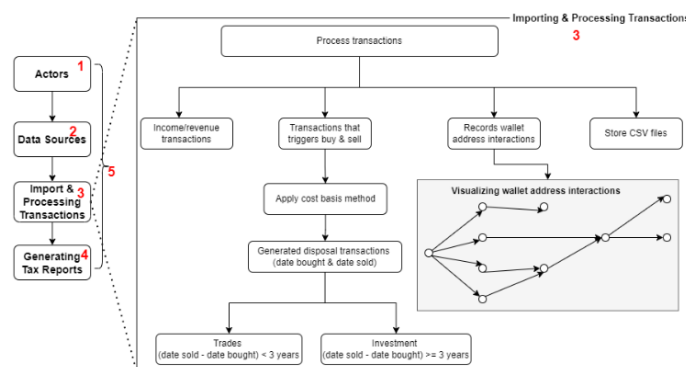 Importing & Processing Transactions
3
Process transactions
1
Actors
2
Data Sources
3
Import &
Processing
Transactions
4
Generating
Tax Reports
5
Income/revenue
transactions
Transactions that
triggers buy & sell
Records wallet
address interactions
Store CSV files
Apply cost basis method
Visualizing wallet address interactions
Generated disposal transactions
(date bought & date sold)
Trades
(date sold - date bought) < 3 years
Investment
(date sold - date bought) >= 3 years